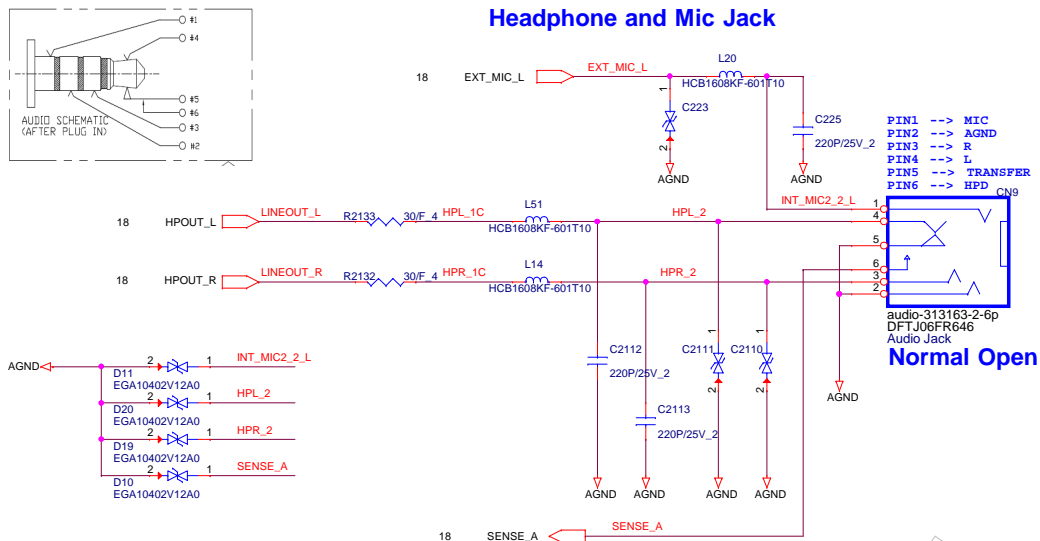 Headphone and Mic Jack
#1
#4
#5
#6
#3
#2
AUDIO SCHEMATIC
(AFTER PLUG IN)
18 EXT_MIC_L
EXT_MIC_L
L20
HCB1608KF-601T10
1
C223
2
AGND
C225
220P/25V_2
AGND
PIN1 --> MIC
PIN2 --> AGND
PIN3 --> R
PIN4 --> L
PIN5 --> TRANSFER
PIN6 --> HPD
CN9
INT_MIC2_2_L
1
4
5
6
3
2
audio-313163-2-6p
DFTJ06FR646
Audio Jack
Normal Open
AGND
18 HPOUT_L
LINEOUT_L
R2133
30/F_4
HPL_1C
L51
HCB1608KF-601T10
HPL_2
18 HPOUT_R
LINEOUT_R
R2132
30/F_4
HPR_1C
L14
HCB1608KF-601T10
HPR_2
C2112
220P/25V_2
AGND
C2113
220P/25V_2
AGND
1
C2111
2
AGND
1
C2110
2
AGND
AGND
2
1
INT_MIC2_2_L
D11
EGA10402V12A0
2
1
HPL_2
D20
EGA10402V12A0
2
1
HPR_2
D19
EGA10402V12A0
2
1
SENSE_A
D10
EGA10402V12A0
18 SENSE_A
SENSE_A